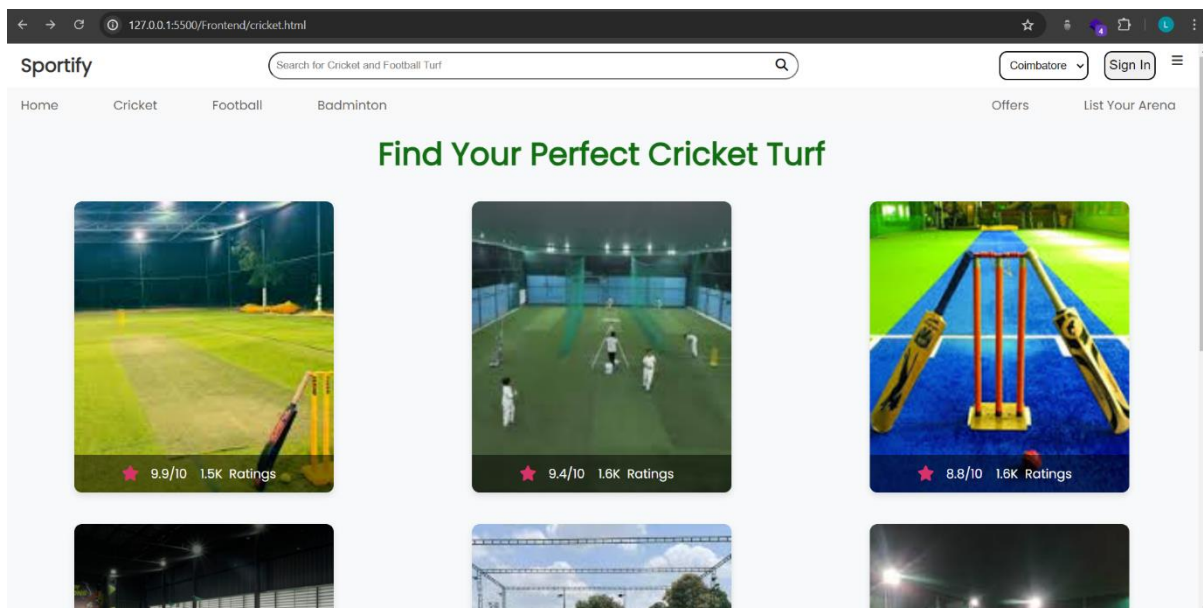 127.0.0.1:5500/Frontend/cricket.html
4
L
Sportify
Search for Cricket and Football Turf
Coimbatore
Sign In
Home Cricket Football Badminton Offers List Your Arena
Find Your Perfect Cricket Turf
9.9/10 1.5K Ratings
9.4/10 1.6K Ratings
8.8/10 1.6K Ratings